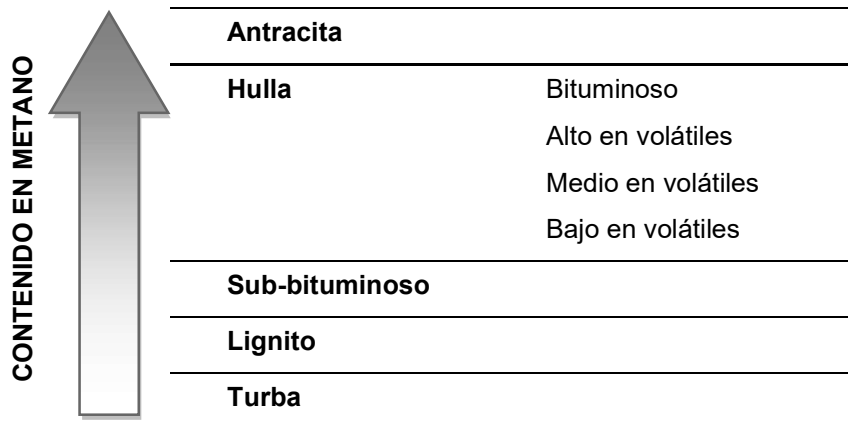 CONTENIDO EN METANO
Antracita
Hulla Bituminoso
Alto en volátiles
Medio en volátiles
Bajo en volátiles
Sub-bituminoso
Lignito
Turba